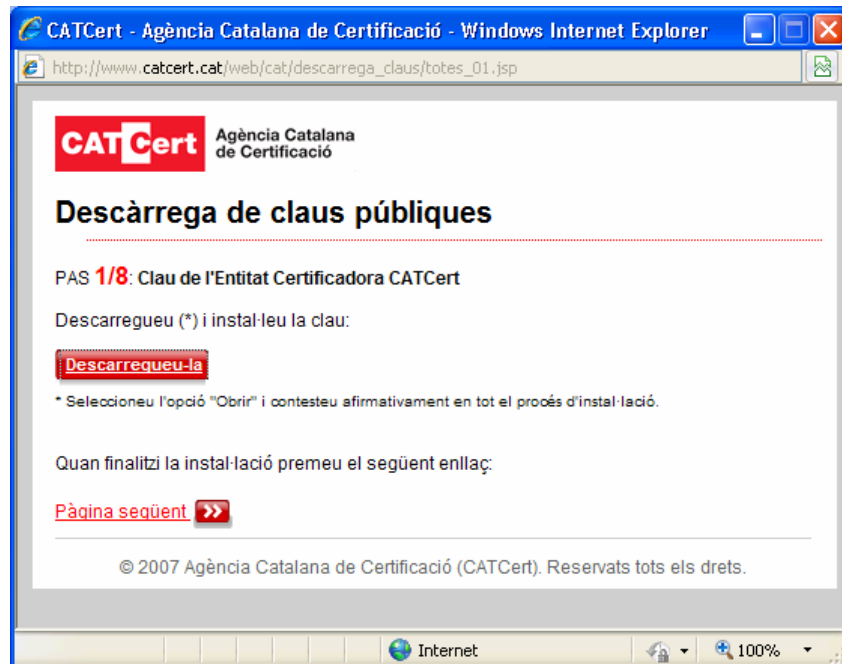 CATCert - Agència Catalana de Certificació - Windows Internet Explorer
http://www.catcert.cat/web/cat/descarrega_claus/totes_01.jsp
CATCert
Agència Catalana
de Certificació
Descàrrega de claus públiques
PAS 1/8: Clau de l'Entitat Certificadora CATCert
Descarregueu (*) i instal·leu la clau:
Descarregueu-la
* Seleccioneu l'opció "Obrir" i contesteu afirmativament en tot el procés d'instal·lació.
Quan finalitzi la instal·lació premeu el següent enllaç:
Pàgina següent
© 2007 Agència Catalana de Certificació (CATCert). Reservats tots els drets.
Internet
100%